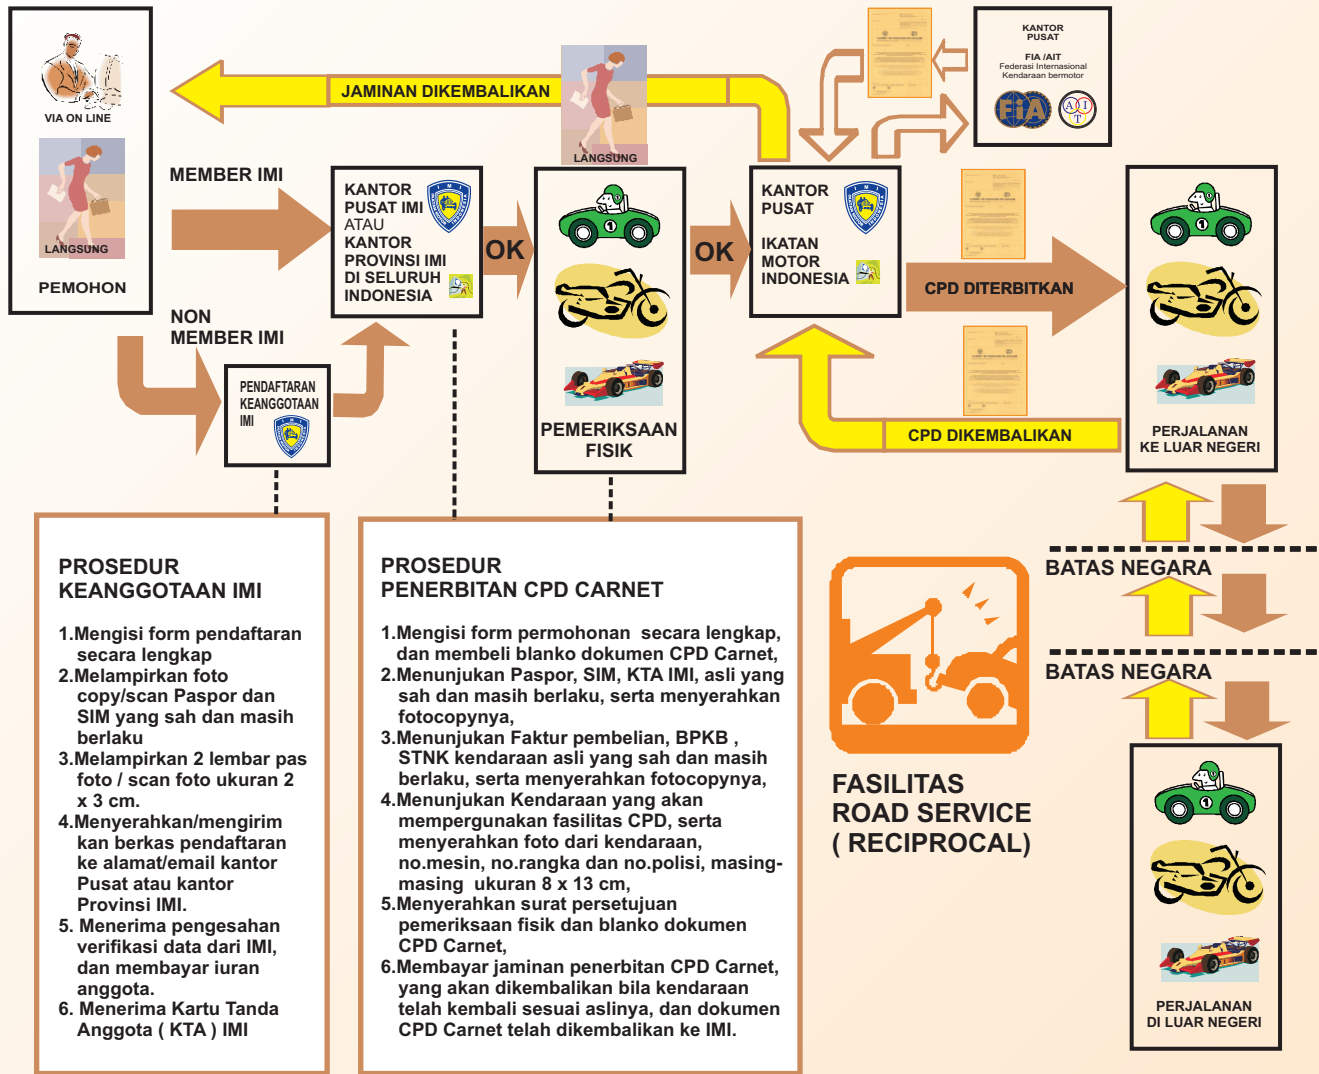 VIA ON LINE
LANGSUNG
PEMOHON
JAMINAN DIKEMBALIKAN
LANGSUNG
KANTOR
PUSAT
FIA /AIT
Federasi Internasional
Kendaraan bermotor
FiA
A I
T
MEMBER IMI
NON
MEMBER IMI
PENDAFTARAN
KEANGGOTAAN
IMI
KANTOR
PUSAT IMI
ATAU
KANTOR
PROVINSI IMI
DI SELURUH
INDONESIA
I M I
OK
PEMERIKSAAN
FISIK
1
OK
KANTOR
PUSAT
IKATAN
MOTOR
INDONESIA
I M I
CPD DITERBITKAN
CPD DIKEMBALIKAN
1
PERJALANAN
KE LUAR NEGERI
BATAS NEGARA
BATAS NEGARA
1
PERJALANAN
DI LUAR NEGERI
PROSEDUR
KEANGGOTAAN IMI
1.Mengisi form pendaftaran
secara lengkap
2.Melampirkan foto
copy/scan Paspor dan
SIM yang sah dan masih
berlaku
3.Melampirkan 2 lembar pas
foto / scan foto ukuran 2
x 3 cm.
4.Menyerahkan/mengirim
kan berkas pendaftaran
ke alamat/email kantor
Pusat atau kantor
Provinsi IMI.
5. Menerima pengesahan
verifikasi data dari IMI,
dan membayar iuran
anggota.
6. Menerima Kartu Tanda
Anggota ( KTA ) IMI
PROSEDUR
PENERBITAN CPD CARNET
1.Mengisi form permohonan secara lengkap,
dan membeli blanko dokumen CPD Carnet,
2.Menunjukan Paspor, SIM, KTA IMI, asli yang
sah dan masih berlaku, serta menyerahkan
fotocopynya,
3.Menunjukan Faktur pembelian, BPKB ,
STNK kendaraan asli yang sah dan masih
berlaku, serta menyerahkan fotocopynya,
4.Menunjukan Kendaraan yang akan
mempergunakan fasilitas CPD, serta
menyerahkan foto dari kendaraan,
no.mesin, no.rangka dan no.polisi, masing-
masing ukuran 8 x 13 cm,
5.Menyerahkan surat persetujuan
pemeriksaan fisik dan blanko dokumen
CPD Carnet,
6.Membayar jaminan penerbitan CPD Carnet,
yang akan dikembalikan bila kendaraan
telah kembali sesuai aslinya, dan dokumen
CPD Carnet telah dikembalikan ke IMI.
FASILITAS
ROAD SERVICE
( RECIPROCAL)